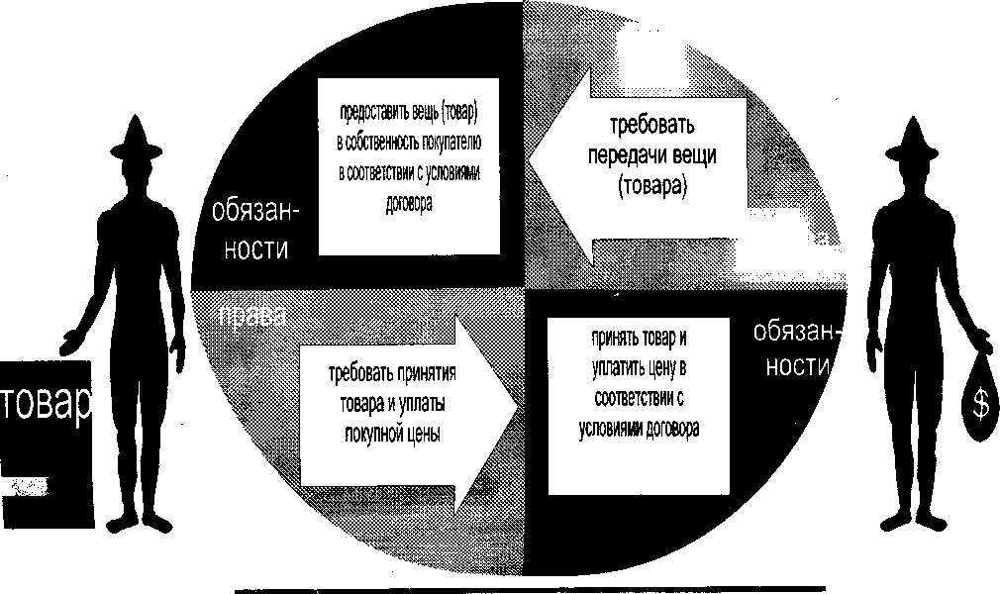 предоставить вещь (товар)
в собственность покупателю
в соответствии с условиями
договора
обязан-
ности
требовать
передачи вещи
(товара)
права
требовать принятия
товара и уплаты
покупной цены
принять товар и
уплатить цену в
соответствии с
условиями договора
обязан-
ности
товар
$